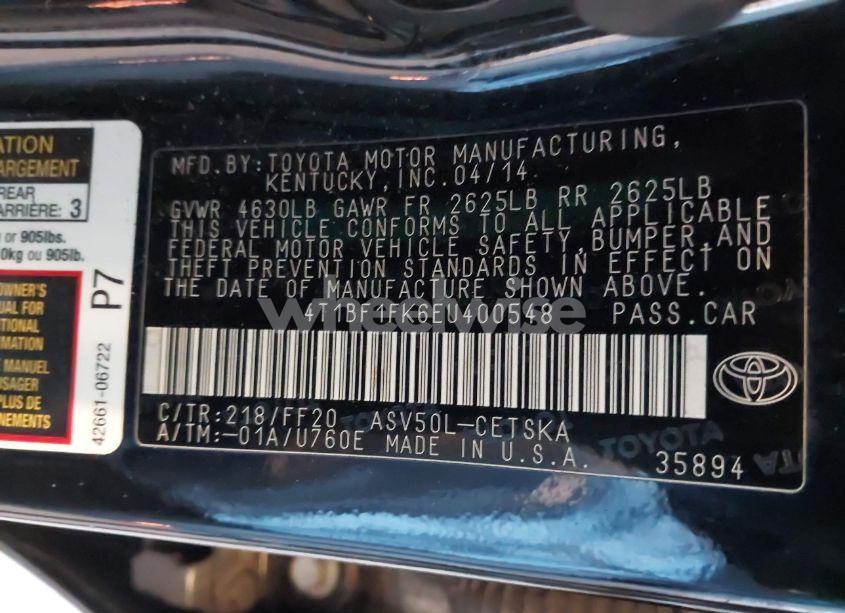 ATION
ARGEMENT
REAR
ARRIÈRE: 3
or 905lbs.
0kg ou 905lb.
OWNER'S
UAL FOR
TIONAL
RMATION
MANUEL
USAGER
PLUS DE
NEMENTS
P7
42661-06722
MFD.BY:TOYOTA MOTOR MANUFACTURING,
KENTUCKY,INC.04/14
GVWR 4630LB GAWR FR 2625LB RR 2625LB
THIS VEHICLE CONFORMS TO ALL APPLICABLE
FEDERAL MOTOR VEHICLE SAFETY,BUMPER,AND
THEFT PREVENTION STANDARDS IN EFFECT ON
THE DATE OF MANUFACTURE SHOWN ABOVE.
4T1BF1FK6EU400548 PASS.CAR
wheelwise
C/TR:218/FF20 ASV50L-CETSKA
A/TM:-01A/U760E MADE IN U.S.A.
35894
TOYOTA